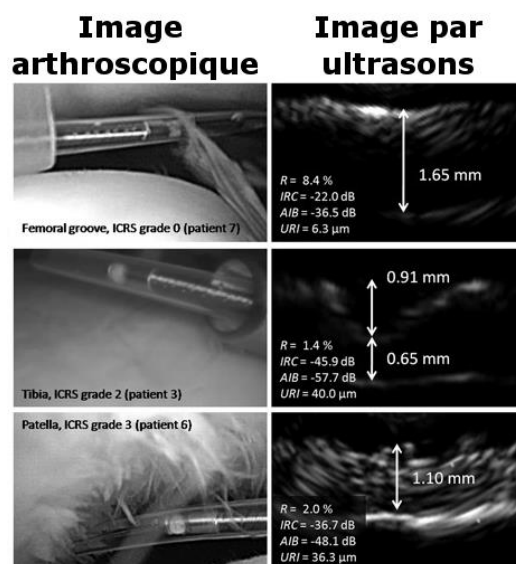 Image
arthroscopique
Image par
ultrasons
Femoral groove, ICRS grade 0 (patient 7)
R = 8.4 %
IRC = -22.0 dB
AIB = -36.5 dB
URI = 6.3 µm
1.65 mm
Tibia, ICRS grade 2 (patient 3)
R = 1.4 %
IRC = -45.9 dB
AIB = -57.7 dB
URI = 40.0 µm
0.91 mm
0.65 mm
Patella, ICRS grade 3 (patient 6)
R = 2.0 %
IRC = -36.7 dB
AIB = -48.1 dB
URI = 36.3 µm
1.10 mm